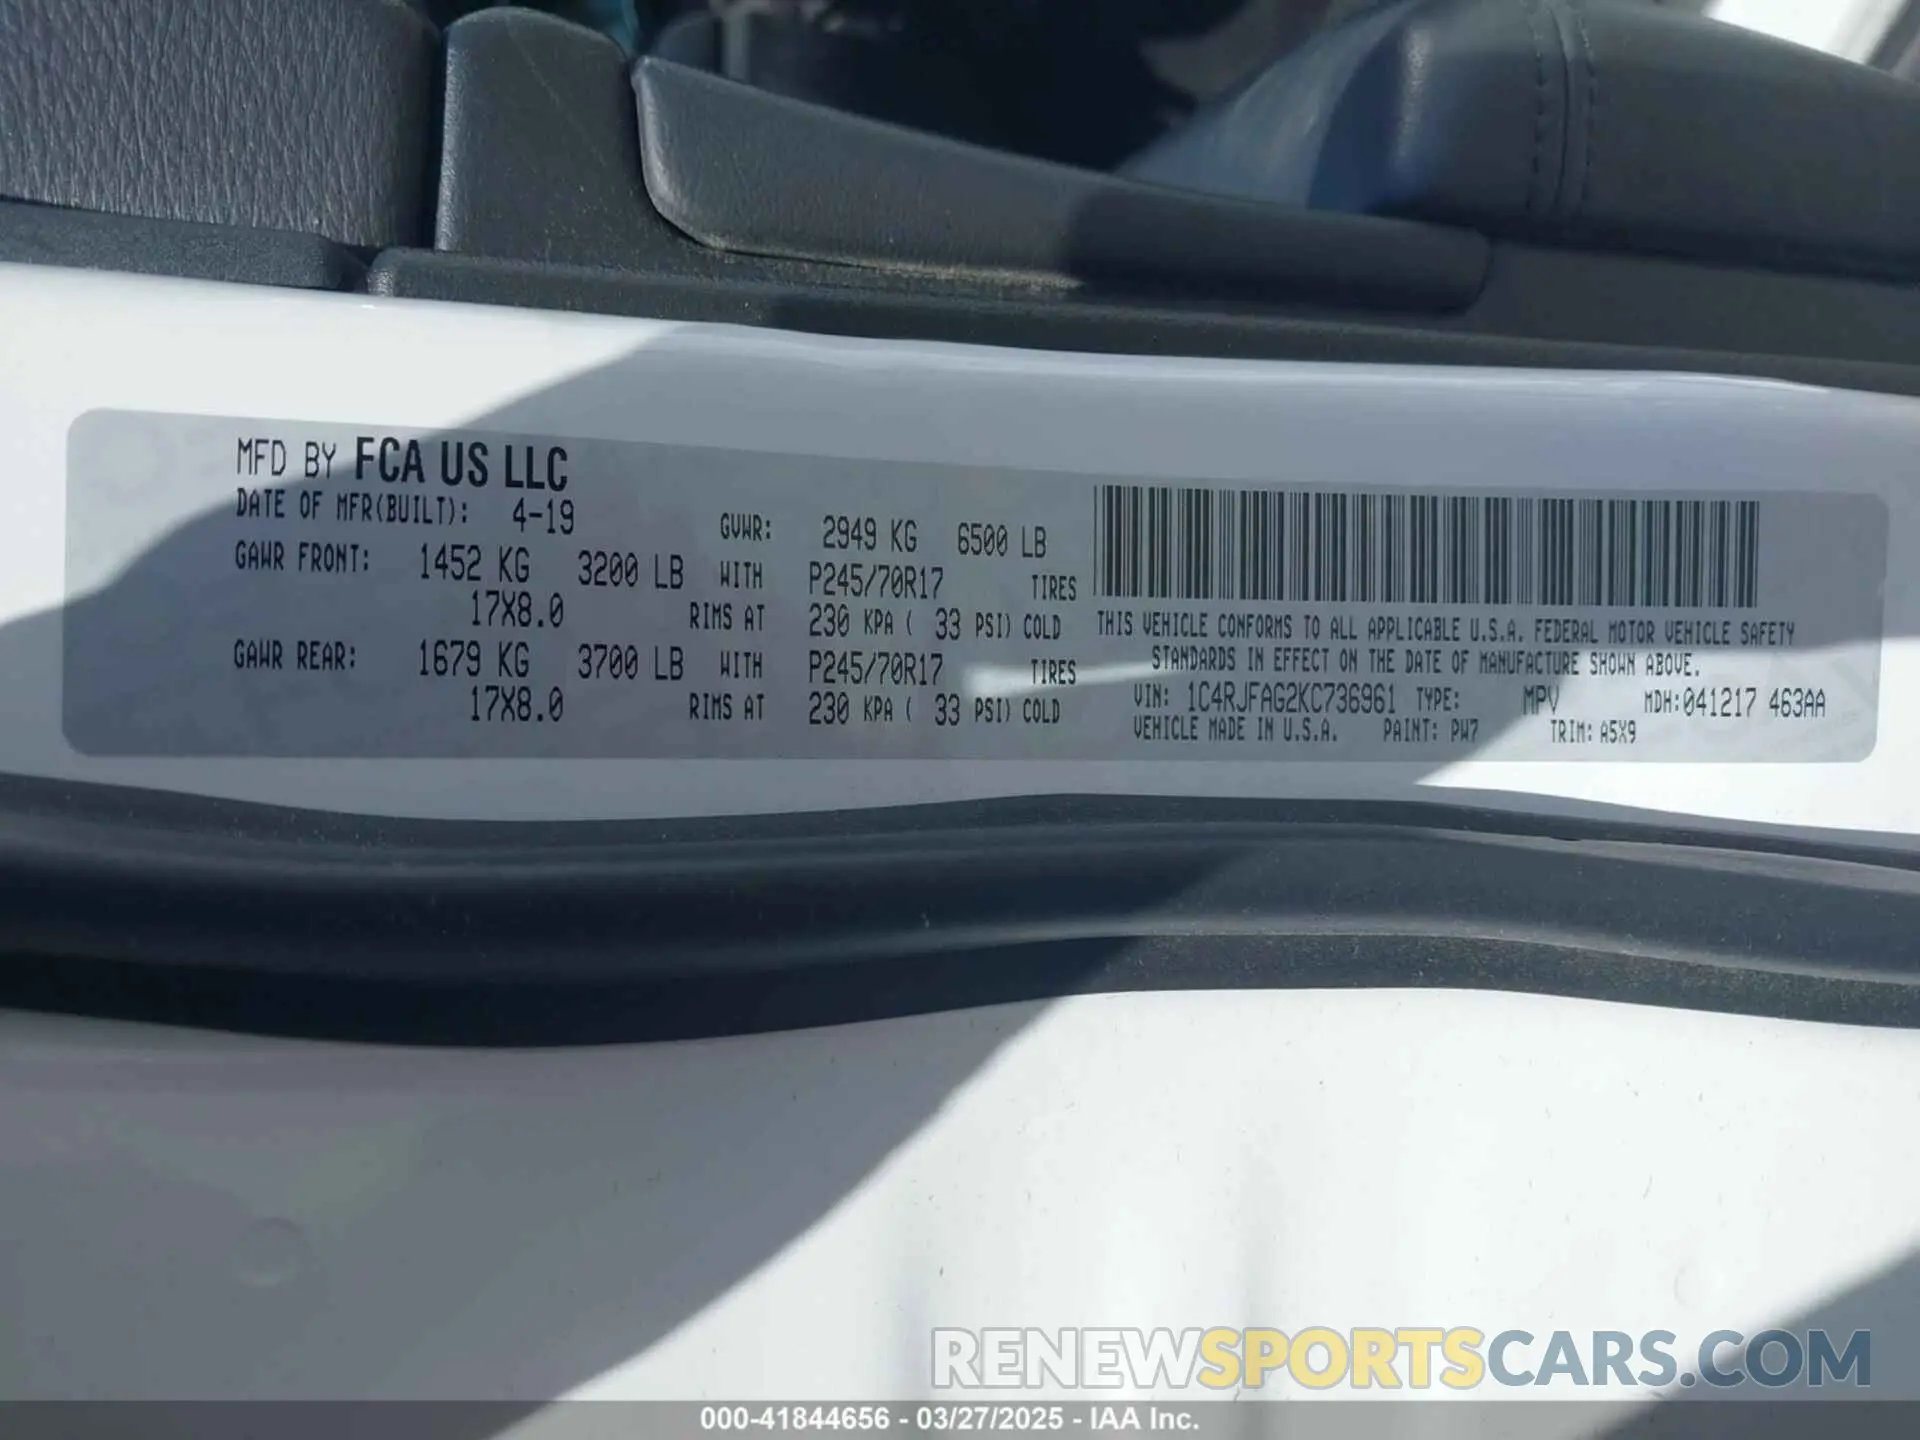 MFD BY FCA US LLC
DATE OF MFR(BUILT): 4-19 GVWR: 2949 KG 6500 LB
GAWR FRONT: 1452 KG 3200 LB WITH P245/70R17 TIRES
17X8.0 RIMS AT 230 KPA ( 33 PSI) COLD
GAWR REAR: 1679 KG 3700 LB WITH P245/70R17 TIRES
17X8.0 RIMS AT 230 KPA ( 33 PSI) COLD
THIS VEHICLE CONFORMS TO ALL APPLICABLE U.S.A. FEDERAL MOTOR VEHICLE SAFETY
STANDARDS IN EFFECT ON THE DATE OF MANUFACTURE SHOWN ABOVE.
VIN: 1C4RJFAG2KC736961 TYPE: MPV MDH:041217 463AA
VEHICLE MADE IN U.S.A. PAINT: PW7 TRIM: A5X9
RENEWSPORTSCARS.COM
000-41844656 - 03/27/2025 - IAA Inc.